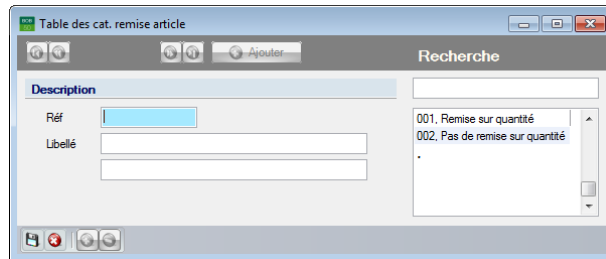 Table des cat. remise article
Ajouter
Recherche
Description
Réf
Libellé
001, Remise sur quantité
002, Pas de remise sur quantité
.